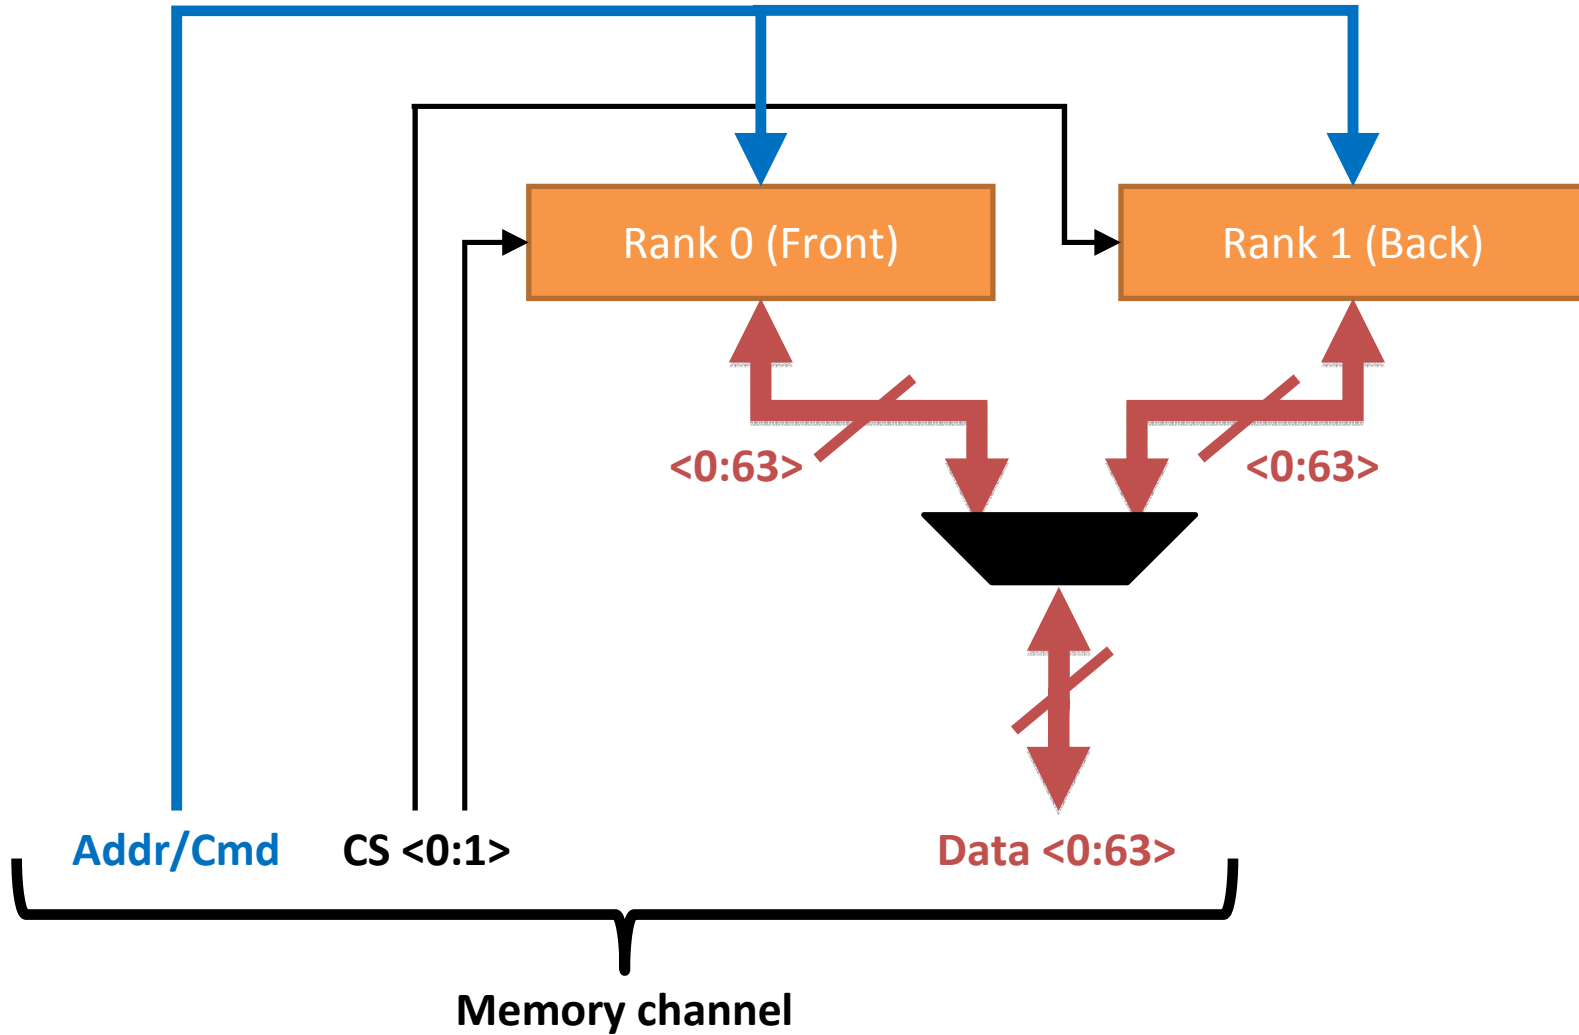 Rank 0 (Front)
Rank 1 (Back)
<0:63>
<0:63>
Addr/Cmd
CS <0:1>
Data <0:63>
Memory channel